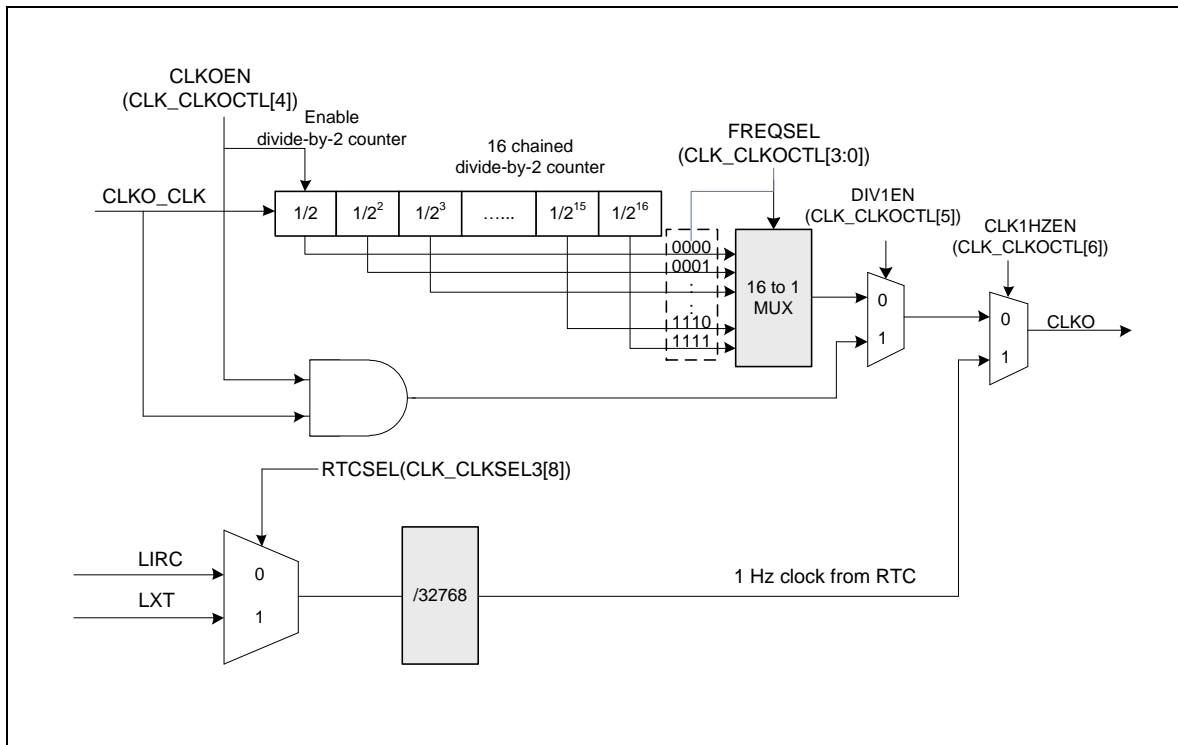 CLKOEN
(CLK_CLKOCTL[4])
Enable
divide-by-2 counter
16 chained
divide-by-2 counter
FREQSEL
(CLK_CLKOCTL[3:0])
DIV1EN
(CLK_CLKOCTL[5])
CLK1HZEN
(CLK_CLKOCTL[6])
CLKO_CLK
1/2
1/2²
1/2³
…...
1/2¹⁵
1/2¹⁶
0000
0001
:
:
1110
1111
16 to 1
MUX
0
1
0
1
CLKO
RTCSEL(CLK_CLKSEL3[8])
LIRC
LXT
0
1
/32768
1 Hz clock from RTC